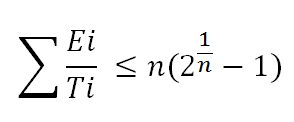 ∑ Ei/Ti ≤ n(2^(1/n) − 1)